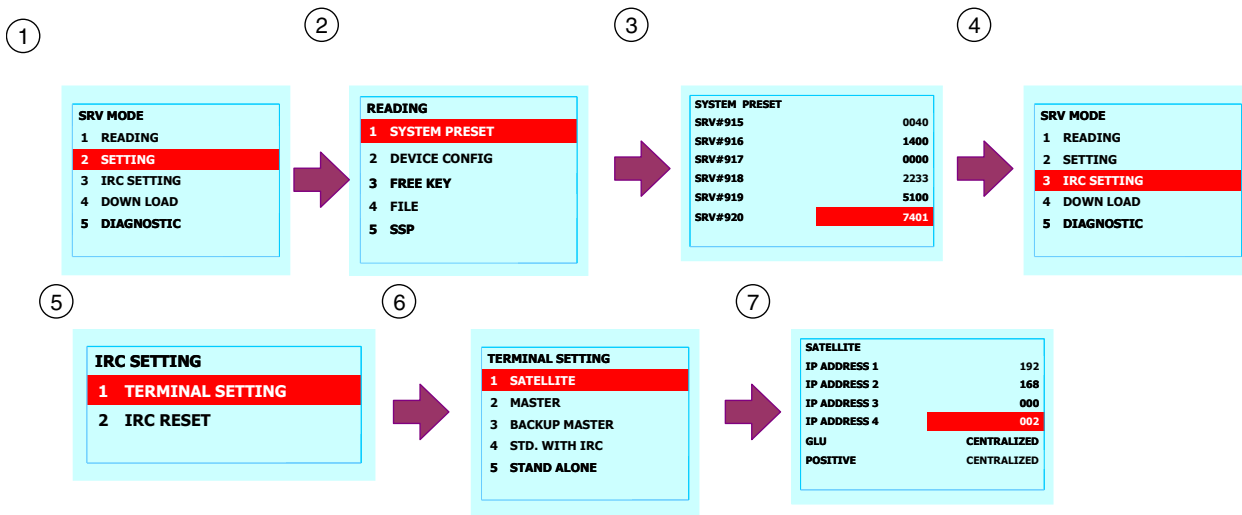 1
SRV MODE
1 READING
2 SETTING
3 IRC SETTING
4 DOWN LOAD
5 DIAGNOSTIC
2
READING
1 SYSTEM PRESET
2 DEVICE CONFIG
3 FREE KEY
4 FILE
5 SSP
3
SYSTEM PRESET
SRV#915 0040
SRV#916 1400
SRV#917 0000
SRV#918 2233
SRV#919 5100
SRV#920 7401
4
SRV MODE
1 READING
2 SETTING
3 IRC SETTING
4 DOWN LOAD
5 DIAGNOSTIC
5
IRC SETTING
1 TERMINAL SETTING
2 IRC RESET
6
TERMINAL SETTING
1 SATELLITE
2 MASTER
3 BACKUP MASTER
4 STD. WITH IRC
5 STAND ALONE
7
SATELLITE
IP ADDRESS 1 192
IP ADDRESS 2 168
IP ADDRESS 3 000
IP ADDRESS 4 002
GLU CENTRALIZED
POSITIVE CENTRALIZED